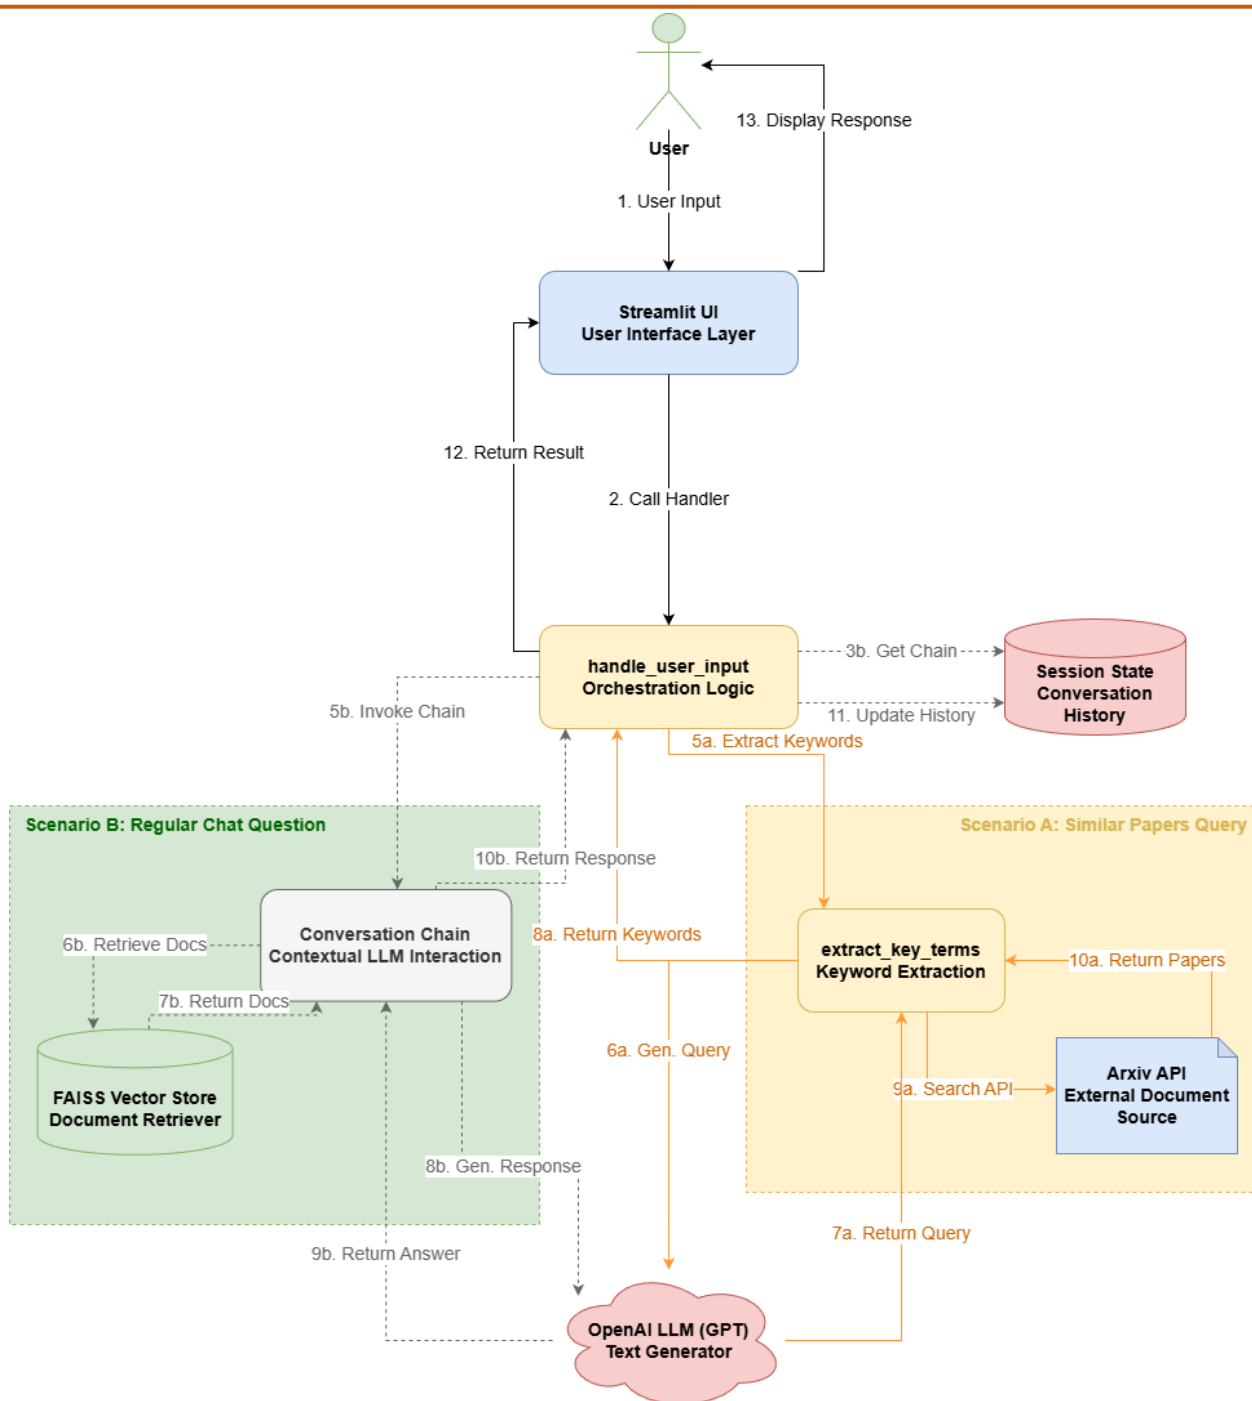 13. Display Response
User
1. User Input
Streamlit UI
User Interface Layer
12. Return Result
2. Call Handler
handle_user_input
Orchestration Logic
3b. Get Chain
Session State
Conversation
History
11. Update History
5b. Invoke Chain
5a. Extract Keywords
Scenario B: Regular Chat Question
Scenario A: Similar Papers Query
10b. Return Response
Conversation Chain
Contextual LLM Interaction
6b. Retrieve Docs
7b. Return Docs
8a. Return Keywords
extract_key_terms
Keyword Extraction
10a. Return Papers
FAISS Vector Store
Document Retriever
6a. Gen. Query
9a. Search API
Arxiv API
External Document
Source
8b. Gen. Response
9b. Return Answer
7a. Return Query
OpenAI LLM (GPT)
Text Generator